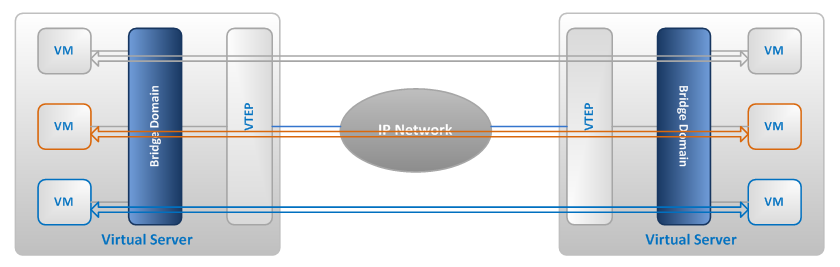 VM
VM
VM
Bridge Domain
VTEP
Virtual Server
IP Network
VTEP
Bridge Domain
VM
VM
VM
Virtual Server